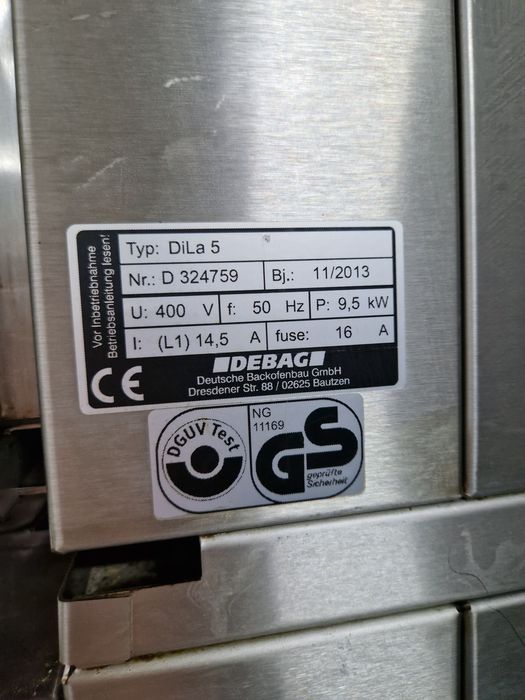 Vor Inbetriebnahme
Betriebsanleitung lesen!
Typ: DiLa 5
Nr.: D 324759 Bj.: 11/2013
U: 400 V f: 50 Hz P: 9,5 kW
I: (L1) 14,5 A fuse: 16 A
CE
DEBAG
Deutsche Backofenbau GmbH
Dresdener Str. 88 / 02625 Bautzen
DGUV Test
NG
11169
GS
geprüfte
Sicherheit